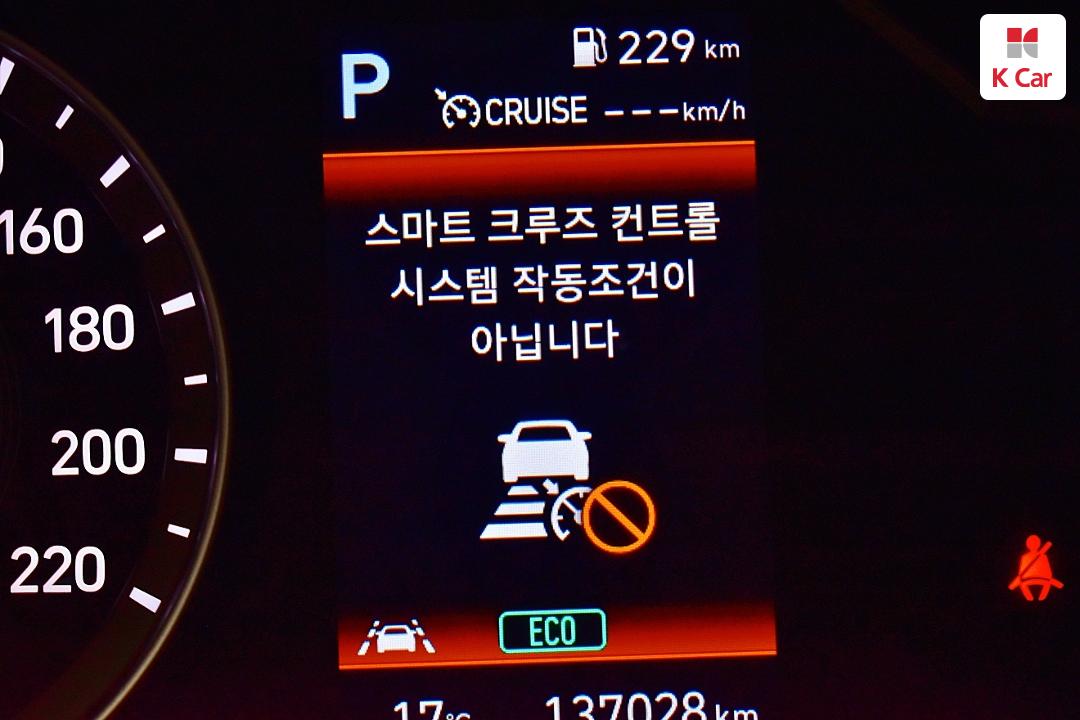 K Car
P
229 km
CRUISE ---km/h
스마트 크루즈 컨트롤
시스템 작동조건이
아닙니다
160
180
200
220
ECO
17°C 137028 km